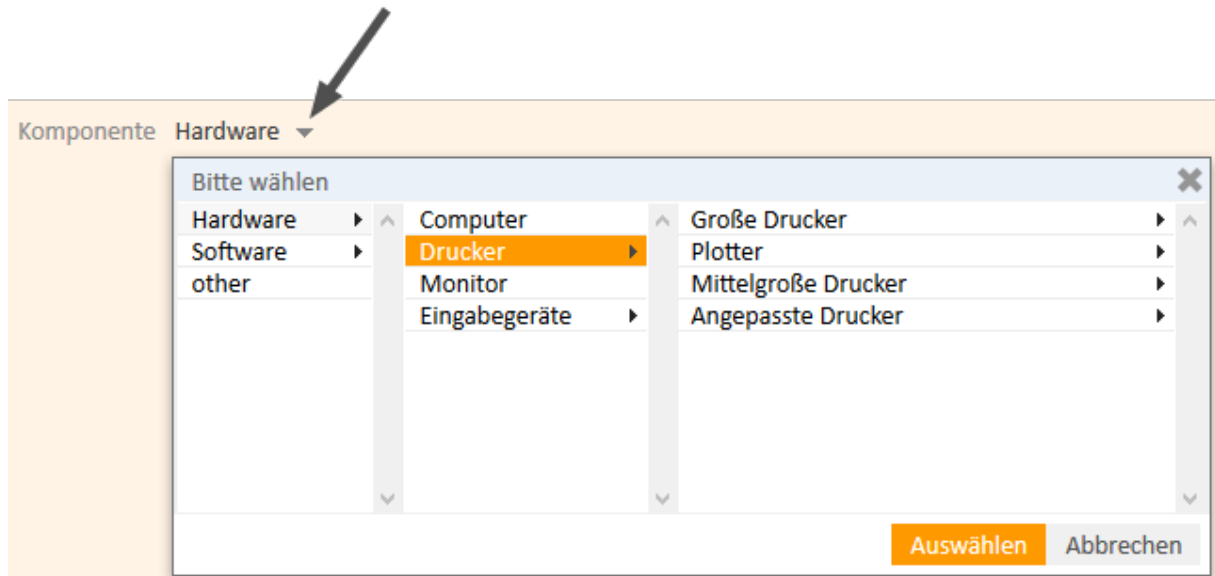 Komponente Hardware
Bitte wählen
Hardware Computer Große Drucker
Software Drucker Plotter
other Monitor Mittelgroße Drucker
Eingabegeräte Angepasste Drucker
Auswählen Abbrechen